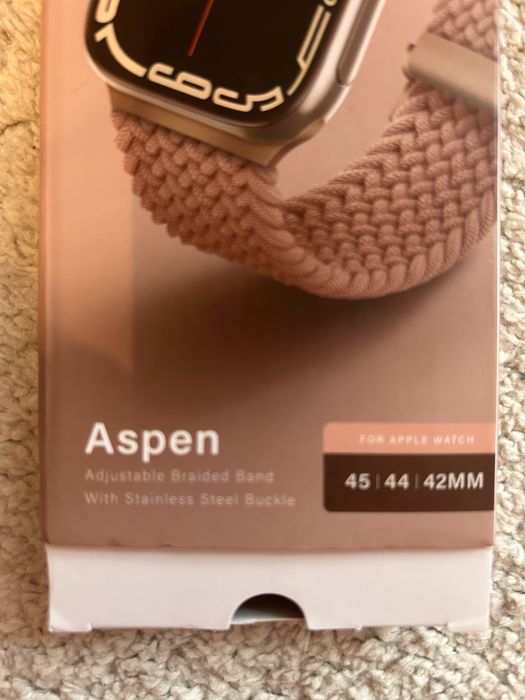 Aspen
Adjustable Braided Band
With Stainless Steel Buckle
FOR APPLE WATCH
45 | 44 | 42MM